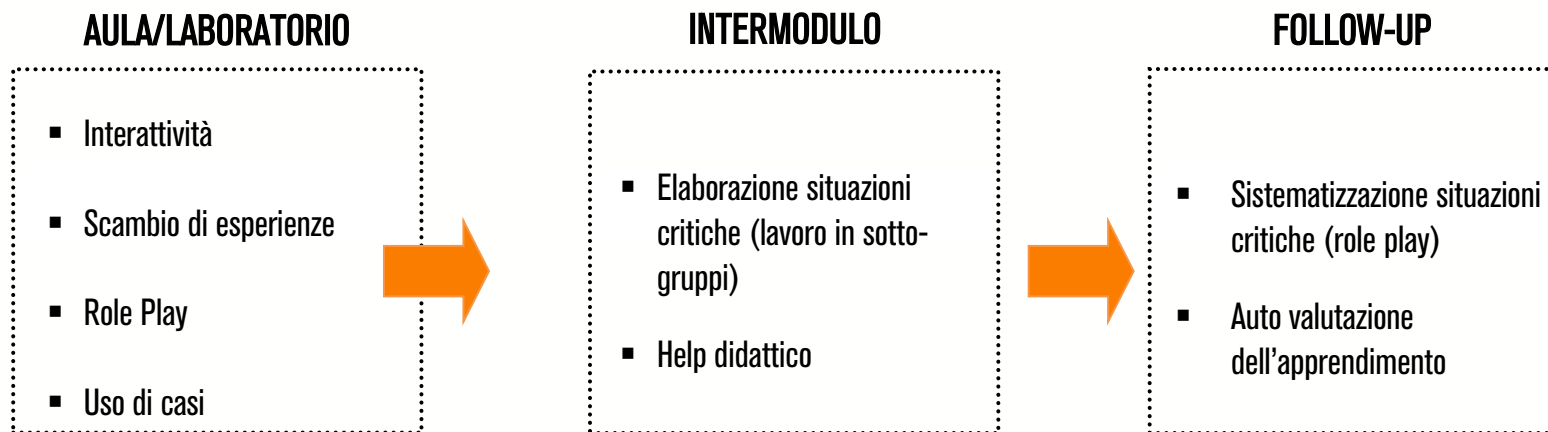 AULA/LABORATORIO
▪ Interattività
▪ Scambio di esperienze
▪ Role Play
▪ Uso di casi
INTERMODULO
▪ Elaborazione situazioni
critiche (lavoro in sotto-
gruppi)
▪ Help didattico
FOLLOW-UP
▪ Sistematizzazione situazioni
critiche (role play)
▪ Auto valutazione
dell’apprendimento